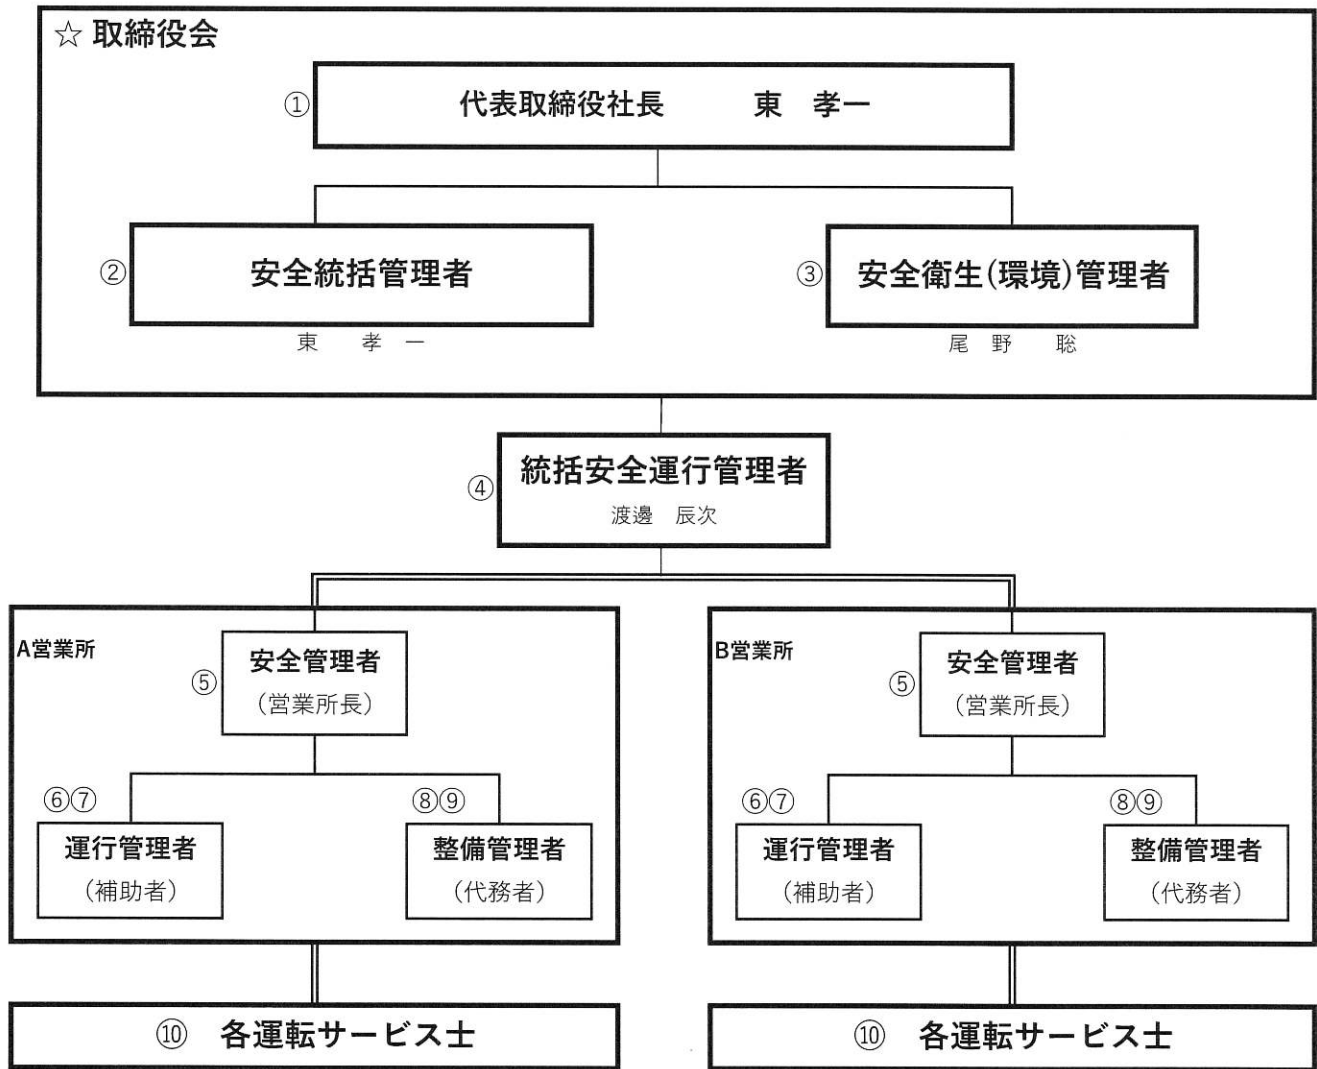 ☆ 取締役会
① 代表取締役社長　東　孝一
② 安全統括管理者
東　孝 一
③ 安全衛生(環境)管理者
尾 野　聡
④ 統括安全運行管理者
渡邊　辰次
A営業所
⑤ 安全管理者
（営業所長）
⑥⑦
運行管理者
（補助者）
⑧⑨
整備管理者
（代務者）
⑩　各運転サービス士
B営業所
⑤ 安全管理者
（営業所長）
⑥⑦
運行管理者
（補助者）
⑧⑨
整備管理者
（代務者）
⑩　各運転サービス士